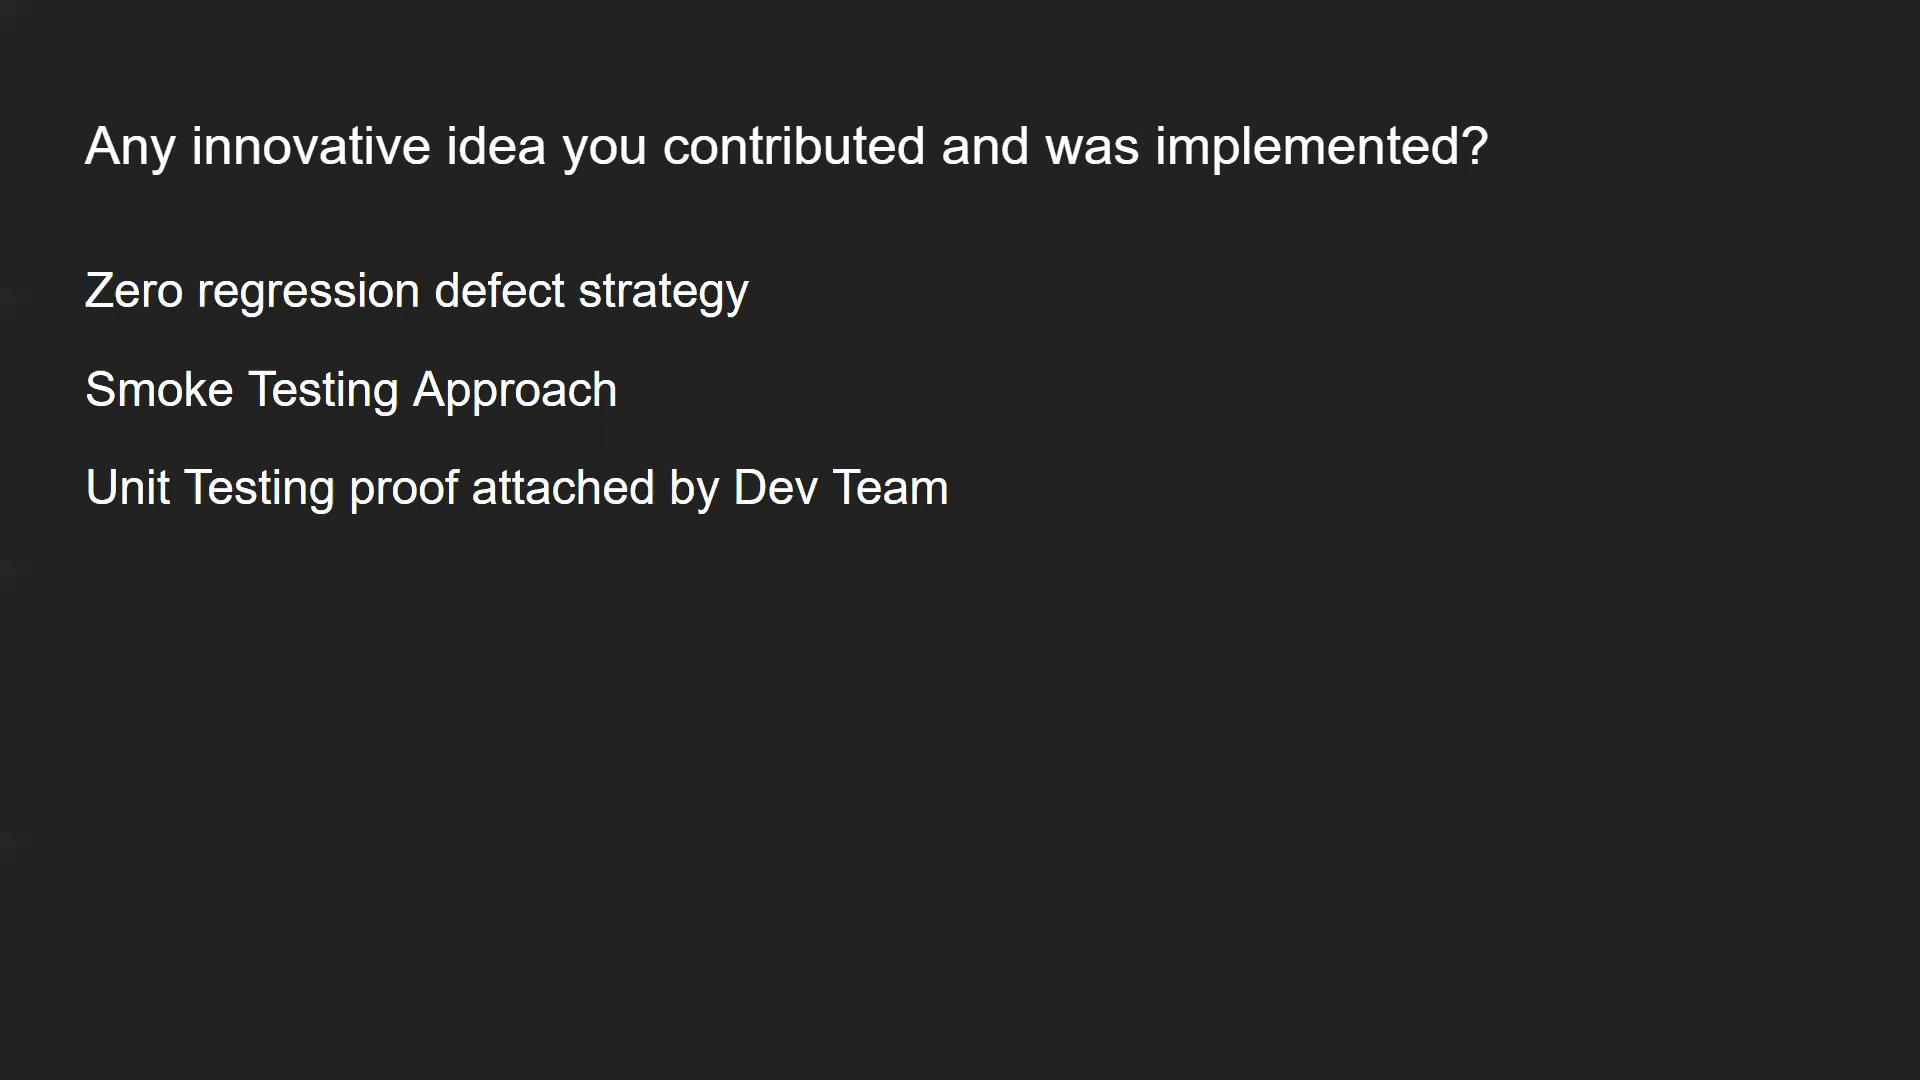 Any innovative idea you contributed and was implemented?
Zero regression defect strategy
Smoke Testing Approach
Unit Testing proof attached by Dev Team